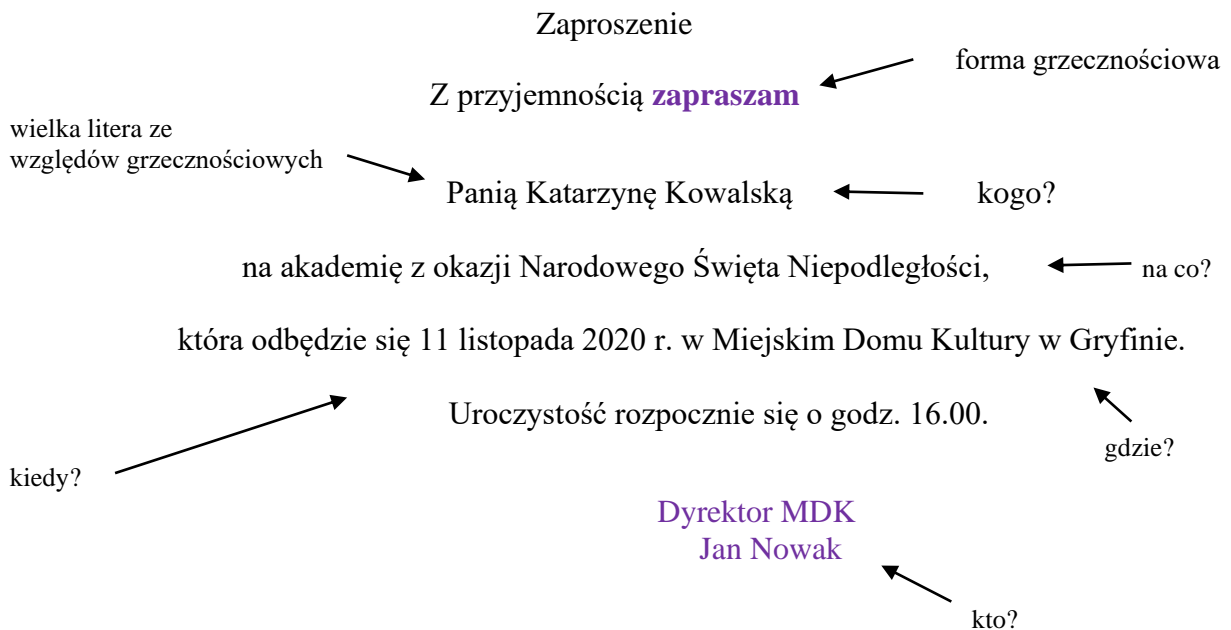 Zaproszenie
forma grzecznościowa
Z przyjemnością zapraszam
wielka litera ze
względów grzecznościowych
Panią Katarzynę Kowalską
kogo?
na akademię z okazji Narodowego Święta Niepodległości,
na co?
która odbędzie się 11 listopada 2020 r. w Miejskim Domu Kultury w Gryfinie.
Uroczystość rozpocznie się o godz. 16.00.
gdzie?
kiedy?
Dyrektor MDK
Jan Nowak
kto?